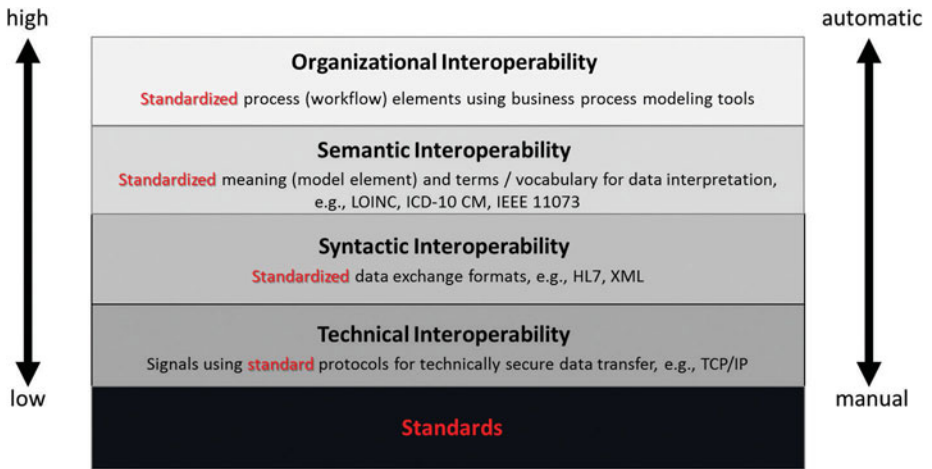 high
automatic
Organizational Interoperability
Standardized process (workflow) elements using business process modeling tools
Semantic Interoperability
Standardized meaning (model element) and terms / vocabulary for data interpretation,
e.g., LOINC, ICD-10 CM, IEEE 11073
Syntactic Interoperability
Standardized data exchange formats, e.g., HL7, XML
Technical Interoperability
Signals using standard protocols for technically secure data transfer, e.g., TCP/IP
low
manual
Standards